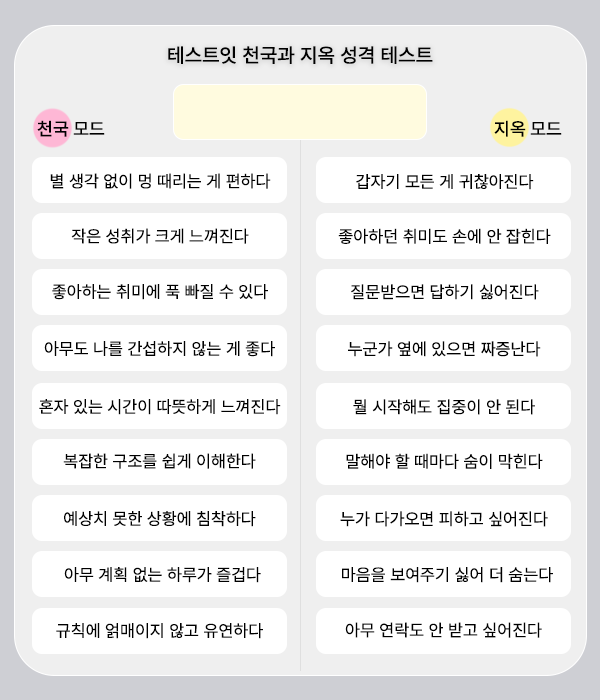 테스트잇 천국과 지옥 성격 테스트
천국 모드
지옥 모드
별 생각 없이 멍 때리는 게 편하다
갑자기 모든 게 귀찮아진다
작은 성취가 크게 느껴진다
좋아하던 취미도 손에 안 잡힌다
좋아하는 취미에 푹 빠질 수 있다
질문받으면 답하기 싫어진다
아무도 나를 간섭하지 않는 게 좋다
누군가 옆에 있으면 짜증난다
혼자 있는 시간이 따뜻하게 느껴진다
뭘 시작해도 집중이 안 된다
복잡한 구조를 쉽게 이해한다
말해야 할 때마다 숨이 막힌다
예상치 못한 상황에 침착하다
누가 다가오면 피하고 싶어진다
아무 계획 없는 하루가 즐겁다
마음을 보여주기 싫어 더 숨는다
규칙에 얽매이지 않고 유연하다
아무 연락도 안 받고 싶어진다